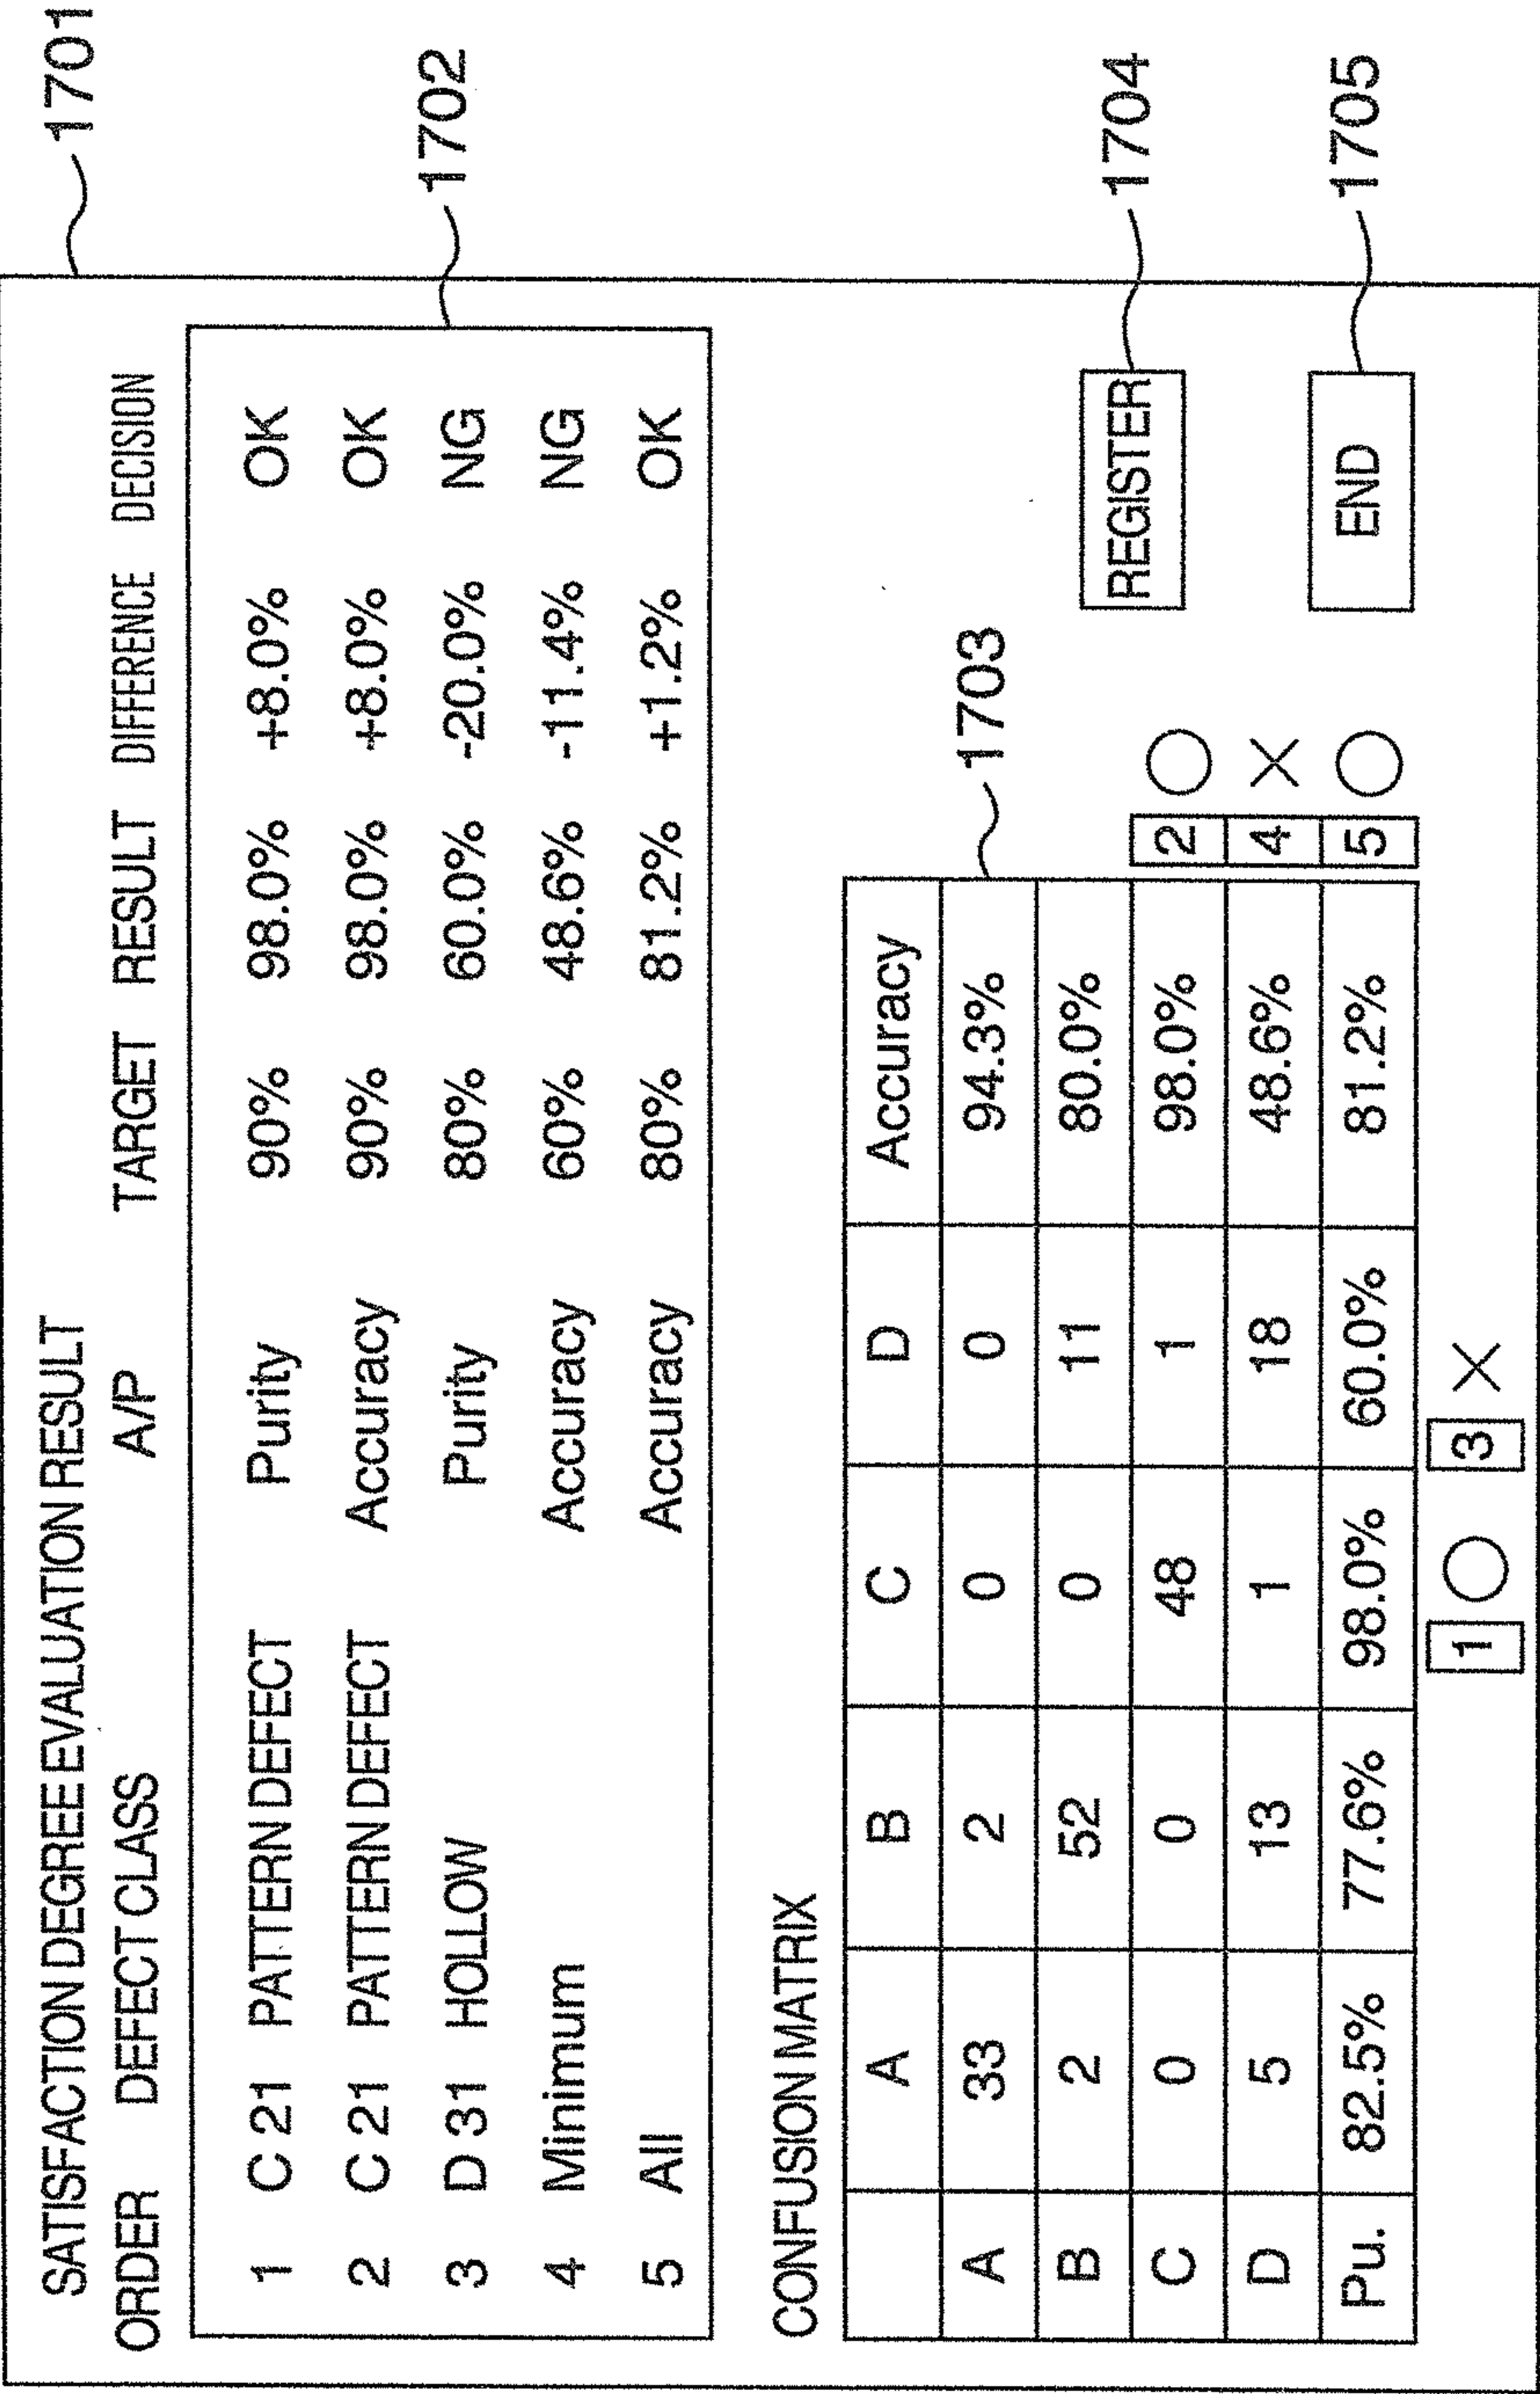 1701
SATISFACTION DEGREE EVALUATION RESULT
ORDER DEFECT CLASS A/P TARGET RESULT DIFFERENCE DECISION
1 C 21 PATTERN DEFECT Purity 90% 98.0% +8.0% OK
2 C 21 PATTERN DEFECT Accuracy 90% 98.0% +8.0% OK
3 D 31 HOLLOW Purity 80% 60.0% -20.0% NG
4 Minimum Accuracy 60% 48.6% -11.4% NG
5 All Accuracy 80% 81.2% +1.2% OK
1702
CONFUSION MATRIX
A B C D Accuracy
A 33 2 0 0 94.3%
B 2 52 0 11 80.0%
C 0 0 48 1 98.0% 2
D 5 13 1 18 48.6% 4
Pu. 82.5% 77.6% 98.0% 60.0% 81.2% 5
1 3
1703
REGISTER 1704
END 1705